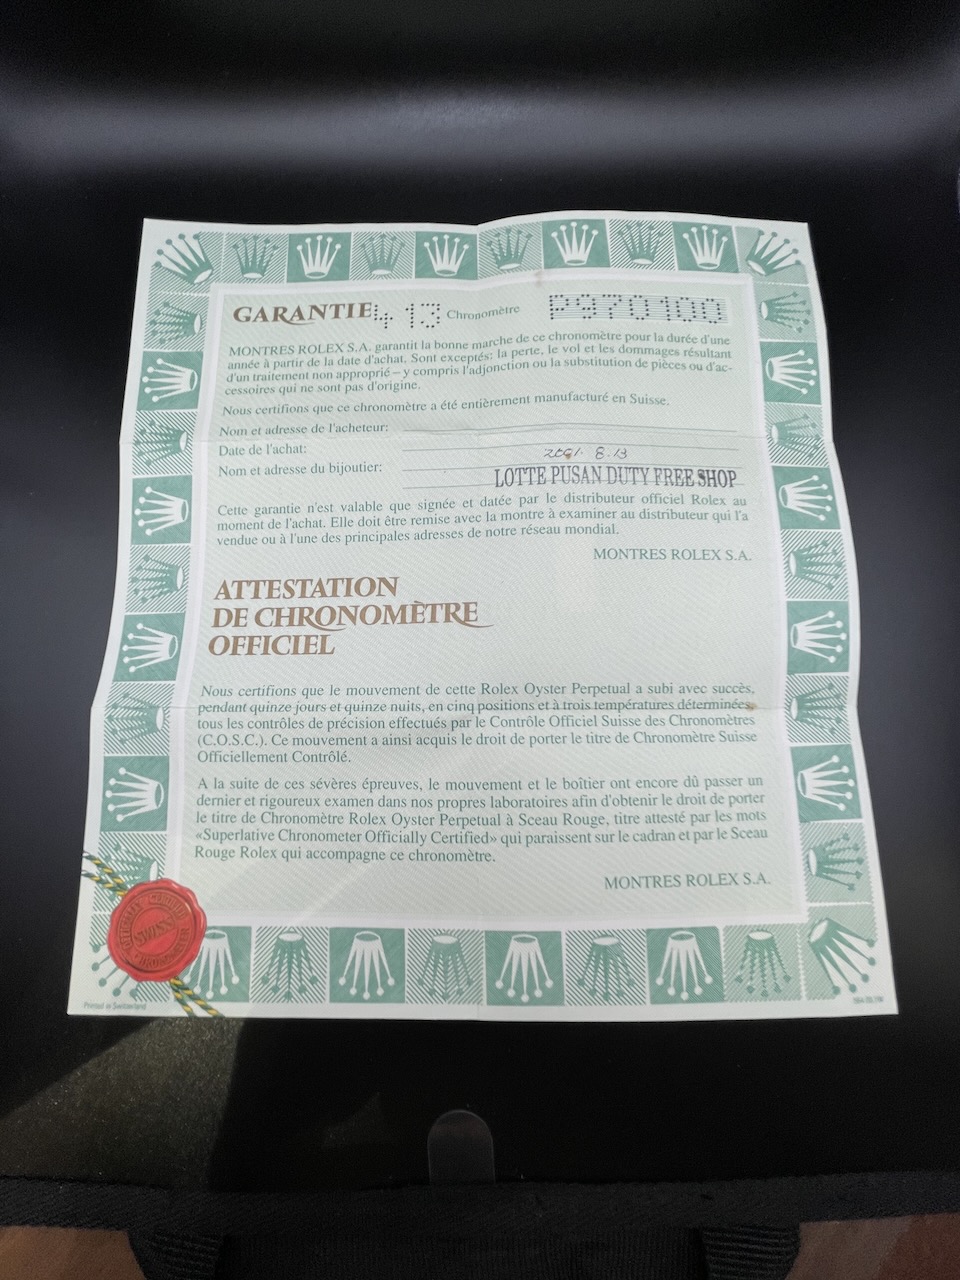 GARANTIE 413 Chronomètre P970100
MONTRES ROLEX S.A. garantit la bonne marche de ce chronomètre pour la durée d'une
année à partir de la date d'achat. Sont exceptés: la perte, le vol et les dommages résultant
d'un traitement non approprié – y compris l'adjonction ou la substitution de pièces ou d'ac-
cessoires qui ne sont pas d'origine.
Nous certifions que ce chronomètre a été entièrement manufacturé en Suisse.
Nom et adresse de l'acheteur:
Date de l'achat: 2001. 8.13
Nom et adresse du bijoutier: LOTTE PUSAN DUTY FREE SHOP
Cette garantie n'est valable que signée et datée par le distributeur officiel Rolex au
moment de l'achat. Elle doit être remise avec la montre à examiner au distributeur qui l'a
vendue ou à l'une des principales adresses de notre réseau mondial.
MONTRES ROLEX S.A.
ATTESTATION
DE CHRONOMÈTRE
OFFICIEL
Nous certifions que le mouvement de cette Rolex Oyster Perpetual a subi avec succès,
pendant quinze jours et quinze nuits, en cinq positions et à trois températures déterminées,
tous les contrôles de précision effectués par le Contrôle Officiel Suisse des Chronomètres
(C.O.S.C.). Ce mouvement a ainsi acquis le droit de porter le titre de Chronomètre Suisse
Officiellement Contrôlé.
A la suite de ces sévères épreuves, le mouvement et le boîtier ont encore dû passer un
dernier et rigoureux examen dans nos propres laboratoires afin d'obtenir le droit de porter
le titre de Chronomètre Rolex Oyster Perpetual à Sceau Rouge, titre attesté par les mots
«Superlative Chronometer Officially Certified» qui paraissent sur le cadran et par le Sceau
Rouge Rolex qui accompagne ce chronomètre.
MONTRES ROLEX S.A.
OFFICIALLY CERTIFIED
SWISS
CHRONOMETER
Printed in Switzerland